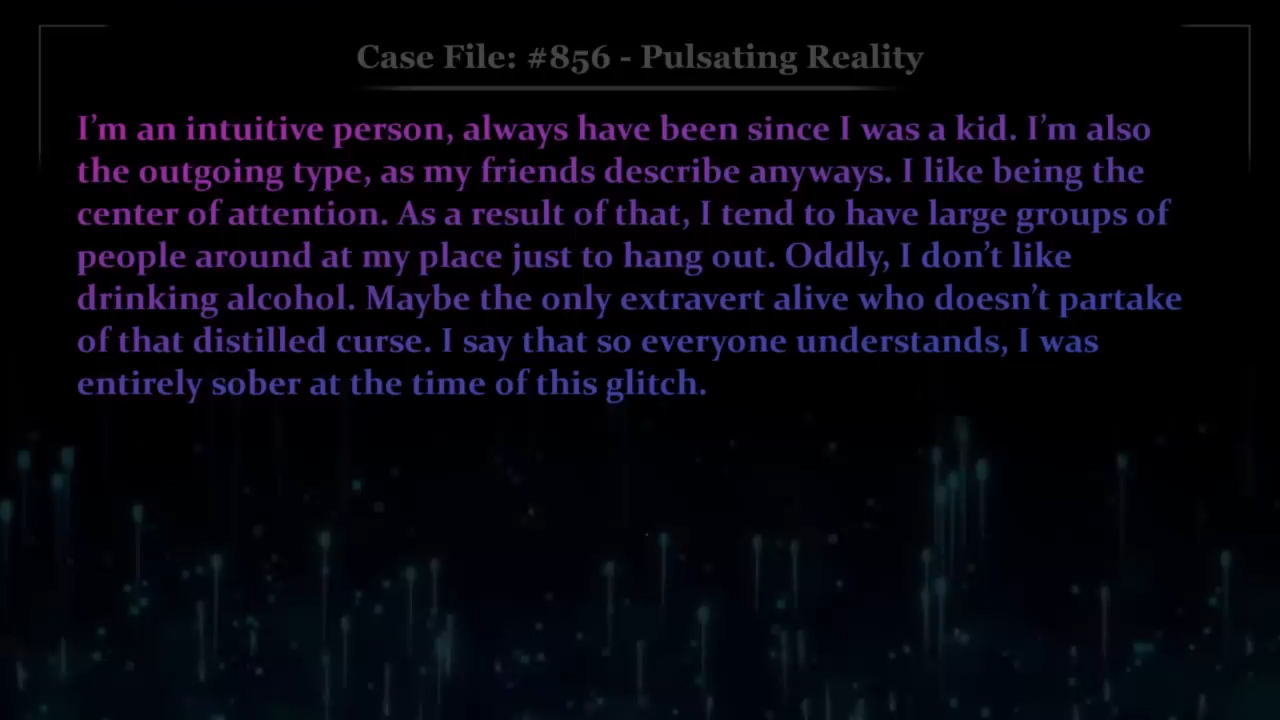 Case File: #856 - Pulsating Reality
I’m an intuitive person, always have been since I was a kid. I’m also
the outgoing type, as my friends describe anyways. I like being the
center of attention. As a result of that, I tend to have large groups of
people around at my place just to hang out. Oddly, I don’t like
drinking alcohol. Maybe the only extravert alive who doesn’t partake
of that distilled curse. I say that so everyone understands, I was
entirely sober at the time of this glitch.